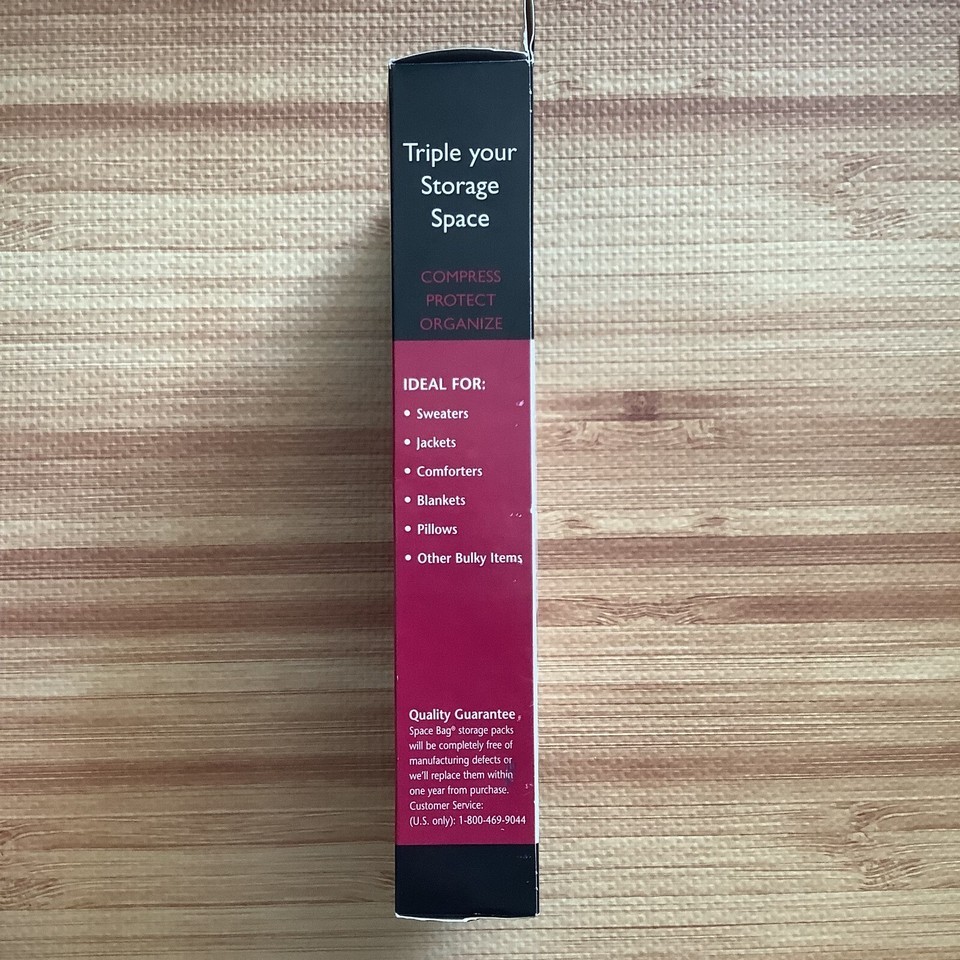 Triple your
Storage
Space
COMPRESS
PROTECT
ORGANIZE
IDEAL FOR:
• Sweaters
• Jackets
• Comforters
• Blankets
• Pillows
• Other Bulky Items
Quality Guarantee
Space Bag® storage packs
will be completely free of
manufacturing defects or
we'll replace them within
one year from purchase.
Customer Service:
(U.S. only): 1-800-469-9044